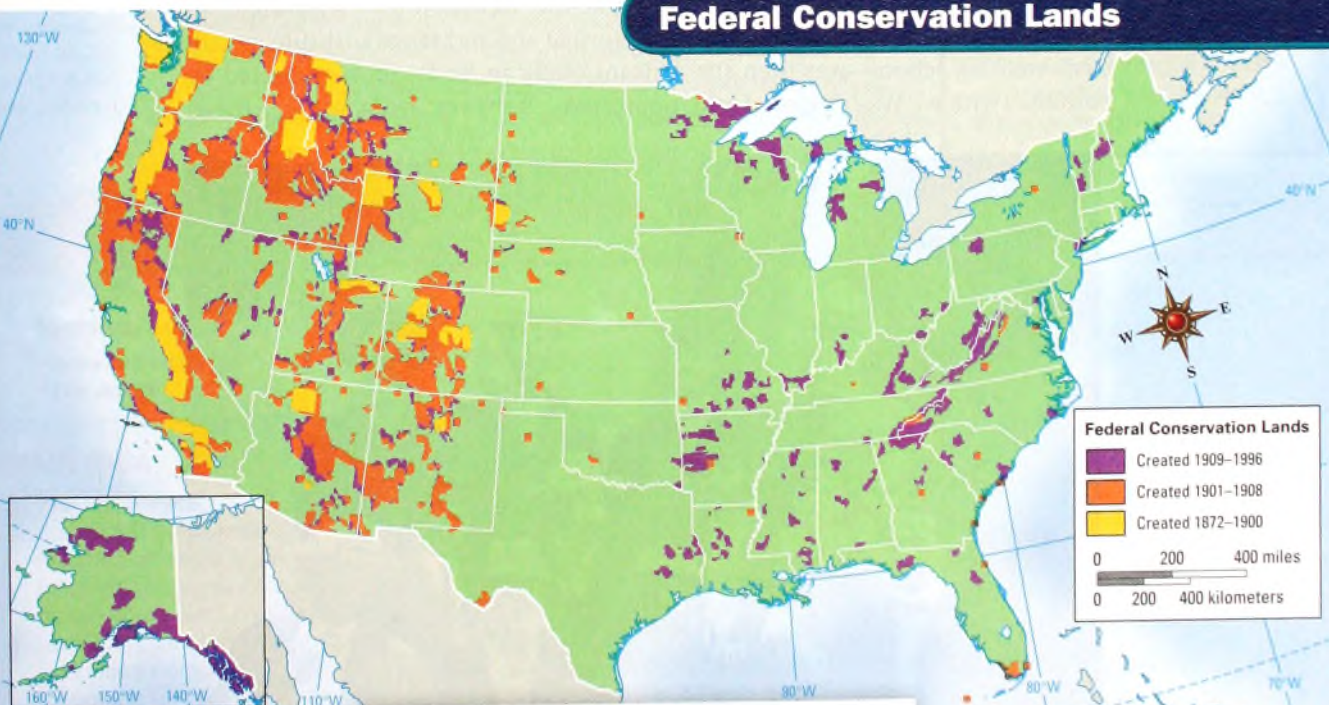 Federal Conservation Lands
130°W
40°N
40°N
N
W
E
S
Federal Conservation Lands
Created 1909–1996
Created 1901–1908
Created 1872–1900
0 200 400 miles
0 200 400 kilometers
160°W 150°W 140°W 110°W 90°W 80°W 70°W